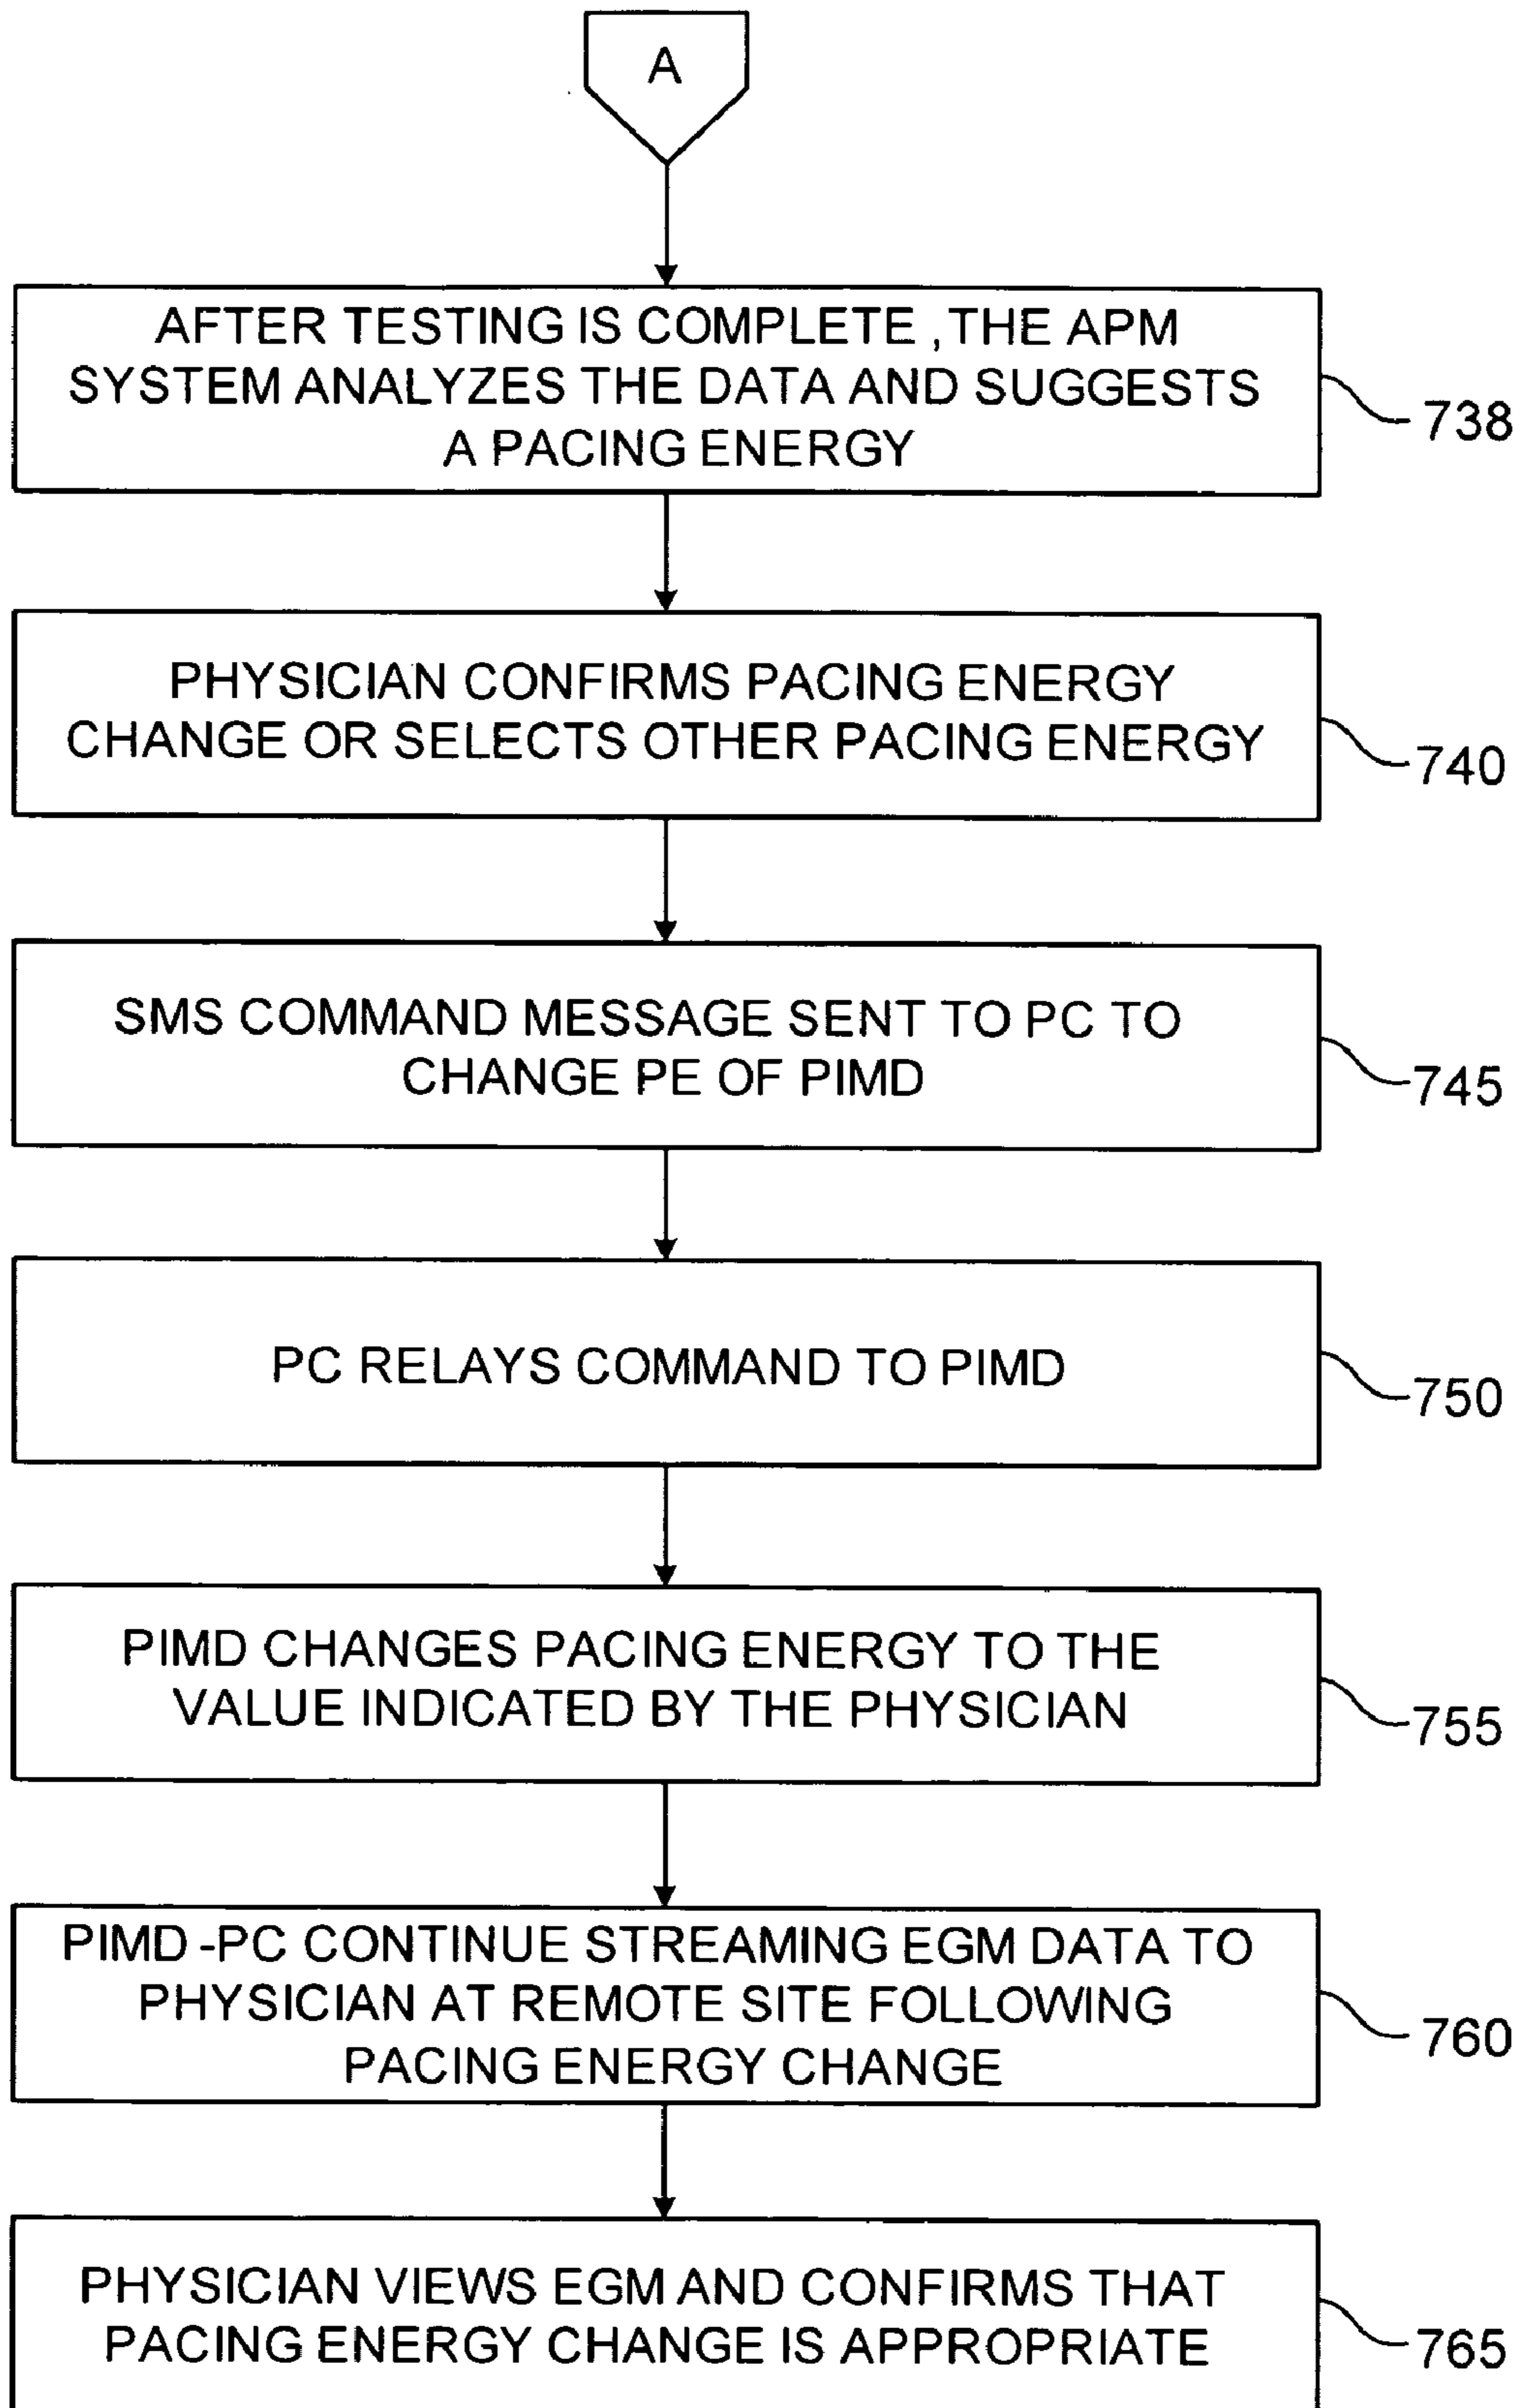 A
AFTER TESTING IS COMPLETE, THE APM
SYSTEM ANALYZES THE DATA AND SUGGESTS
A PACING ENERGY
738
PHYSICIAN CONFIRMS PACING ENERGY
CHANGE OR SELECTS OTHER PACING ENERGY
740
SMS COMMAND MESSAGE SENT TO PC TO
CHANGE PE OF PIMD
745
PC RELAYS COMMAND TO PIMD
750
PIMD CHANGES PACING ENERGY TO THE
VALUE INDICATED BY THE PHYSICIAN
755
PIMD-PC CONTINUE STREAMING EGM DATA TO
PHYSICIAN AT REMOTE SITE FOLLOWING
PACING ENERGY CHANGE
760
PHYSICIAN VIEWS EGM AND CONFIRMS THAT
PACING ENERGY CHANGE IS APPROPRIATE
765